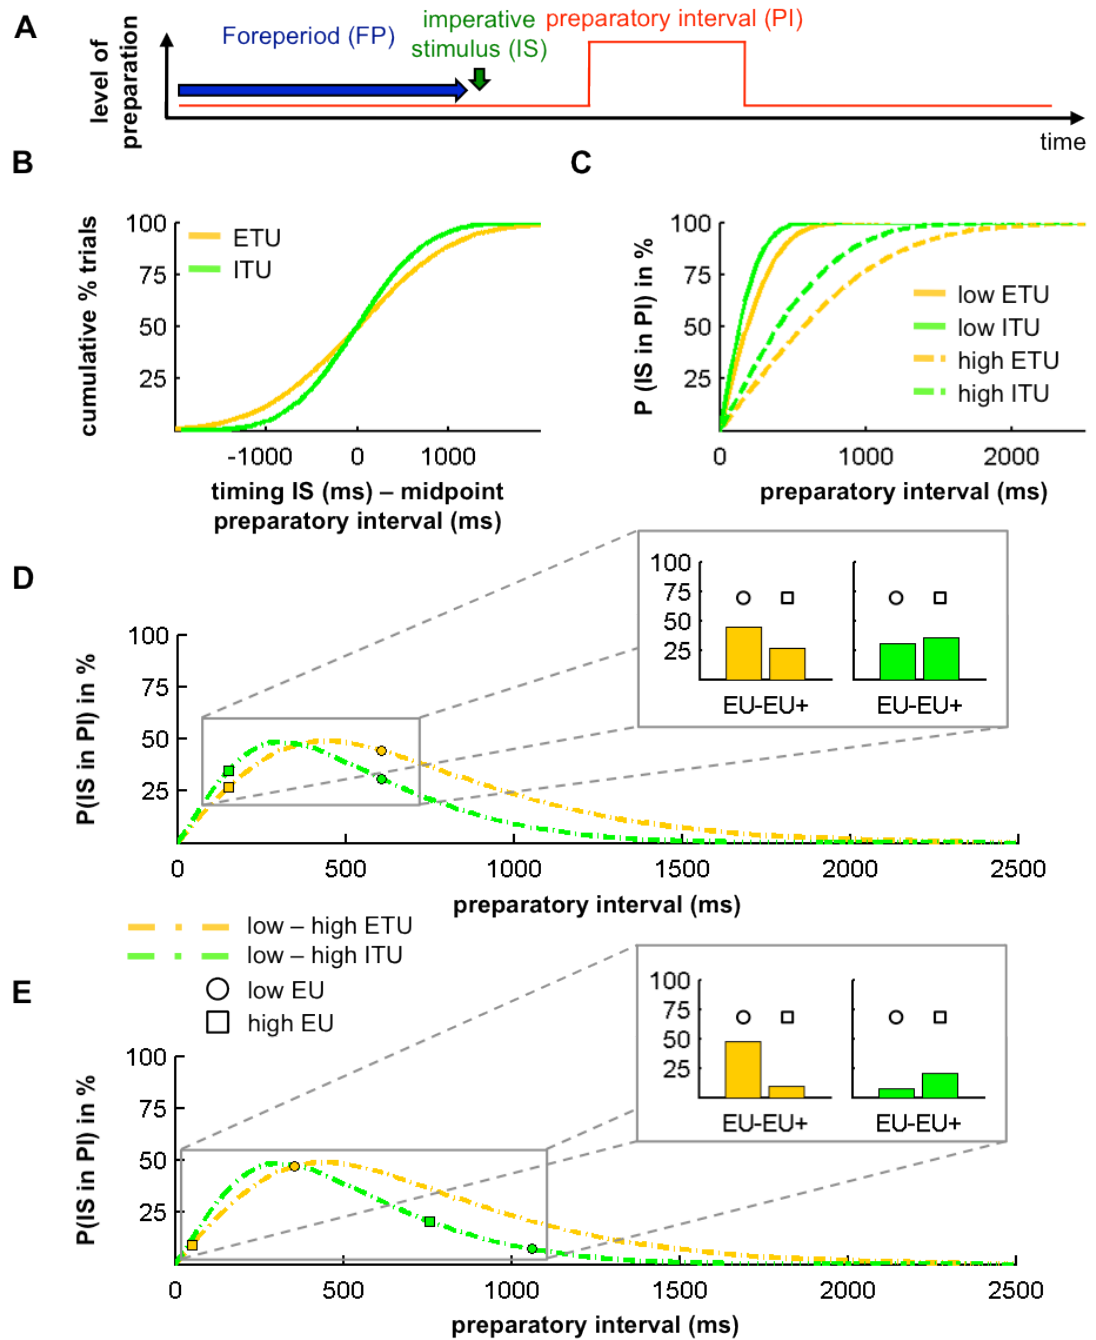 A
imperative preparatory interval (PI)
Foreperiod (FP)
stimulus (IS)
level of
preparation
time
B
C
100
75
50
25
cumulative % trials
ETU
ITU
-1000 0 1000
timing IS (ms) – midpoint
preparatory interval (ms)
100
75
50
25
P (IS in PI) in %
low ETU
low ITU
high ETU
high ITU
0 1000 2000
preparatory interval (ms)
D
100
75
50
25
P(IS in PI) in %
100
75
50
25
EU-EU+ EU-EU+
0 500 1000 1500 2000 2500
preparatory interval (ms)
low – high ETU
low – high ITU
low EU
high EU
E
100
75
50
25
P(IS in PI) in %
100
75
50
25
EU-EU+ EU-EU+
0 500 1000 1500 2000 2500
preparatory interval (ms)